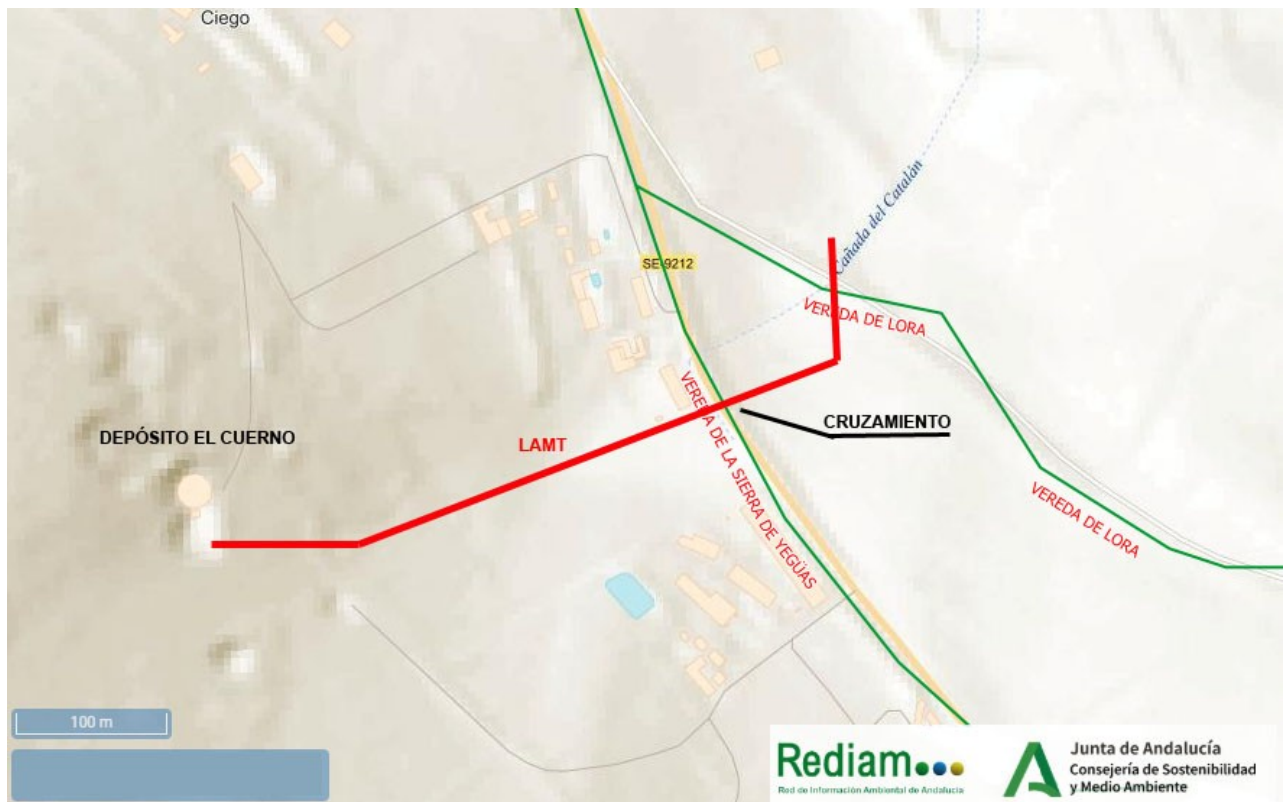 Ciego
Cañada del Catalán
SE-9212
VEREDA DE LORA
VEREDA DE LA SIERRA DE YEGÜAS
CRUZAMIENTO
DEPÓSITO EL CUERNO
LAMT
VEREDA DE LORA
100 m
Rediam
Red de Información Ambiental de Andalucía
Junta de Andalucía
Consejería de Sostenibilidad
y Medio Ambiente